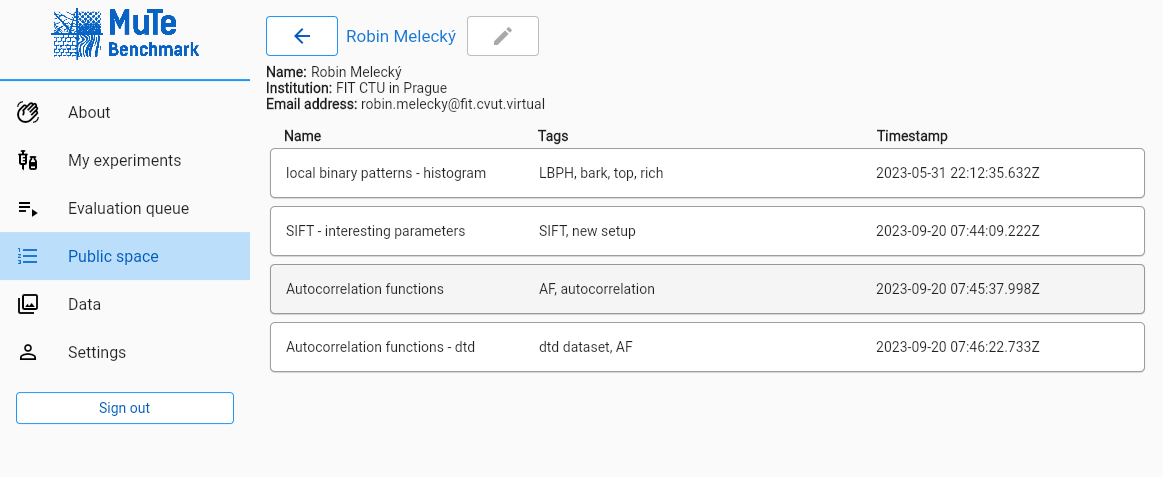 MuTe
Benchmark
About
My experiments
Evaluation queue
Public space
Data
Settings
Sign out
Robin Melecký
Name: Robin Melecký
Institution: FIT CTU in Prague
Email address: robin.melecky@fit.cvut.virtual
Name Tags Timestamp
local binary patterns - histogram LBPH, bark, top, rich 2023-05-31 22:12:35.632Z
SIFT - interesting parameters SIFT, new setup 2023-09-20 07:44:09.222Z
Autocorrelation functions AF, autocorrelation 2023-09-20 07:45:37.998Z
Autocorrelation functions - dtd dtd dataset, AF 2023-09-20 07:46:22.733Z